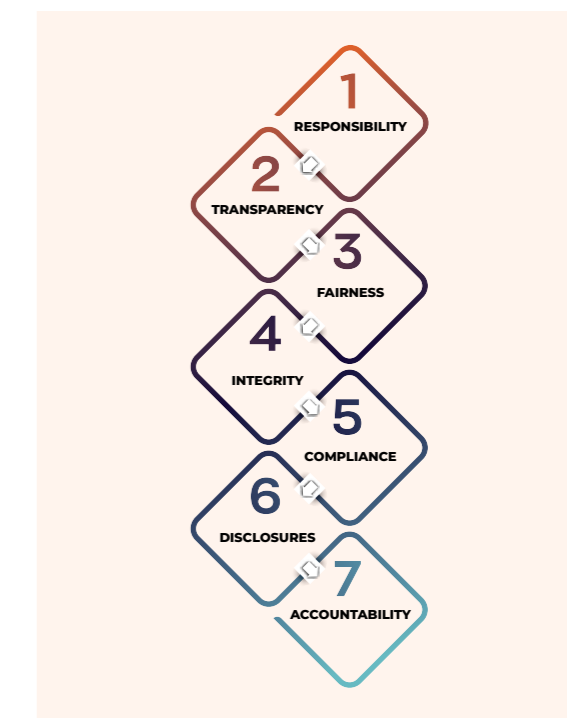 1
RESPONSIBILITY
2
TRANSPARENCY
3
FAIRNESS
4
INTEGRITY
5
COMPLIANCE
6
DISCLOSURES
7
ACCOUNTABILITY